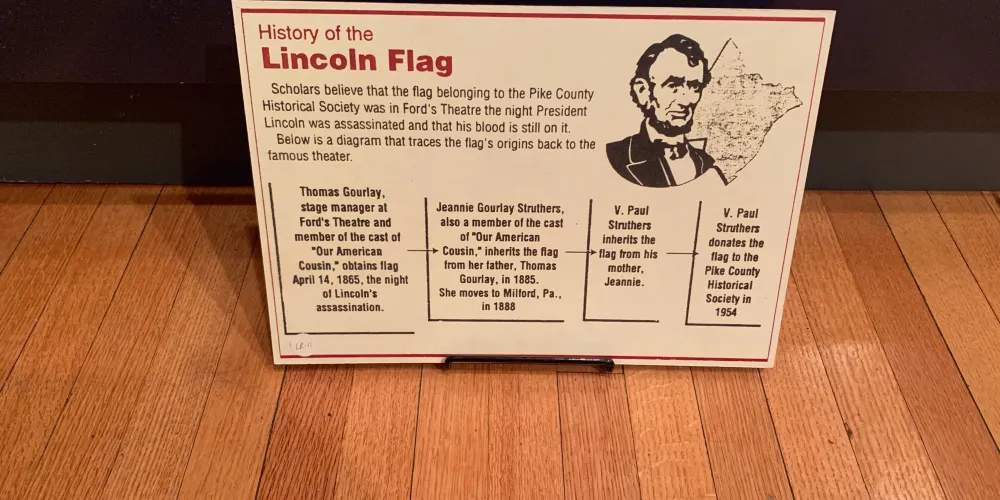 History of the
Lincoln Flag
Scholars believe that the flag belonging to the Pike County
Historical Society was in Ford's Theatre the night President
Lincoln was assassinated and that his blood is still on it.
Below is a diagram that traces the flag's origins back to the
famous theater.
Thomas Gourlay,
stage manager at
Ford's Theatre and
member of the cast of
"Our American
Cousin," obtains flag
April 14, 1865, the night
of Lincoln's
assassination.
Jeannie Gourlay Struthers,
also a member of the cast
of "Our American
Cousin," inherits the flag
from her father, Thomas
Gourlay, in 1885.
She moves to Milford, Pa.,
in 1888
V. Paul
Struthers
inherits the
flag from his
mother,
Jeannie.
V. Paul
Struthers
donates the
flag to the
Pike County
Historical
Society in
1954